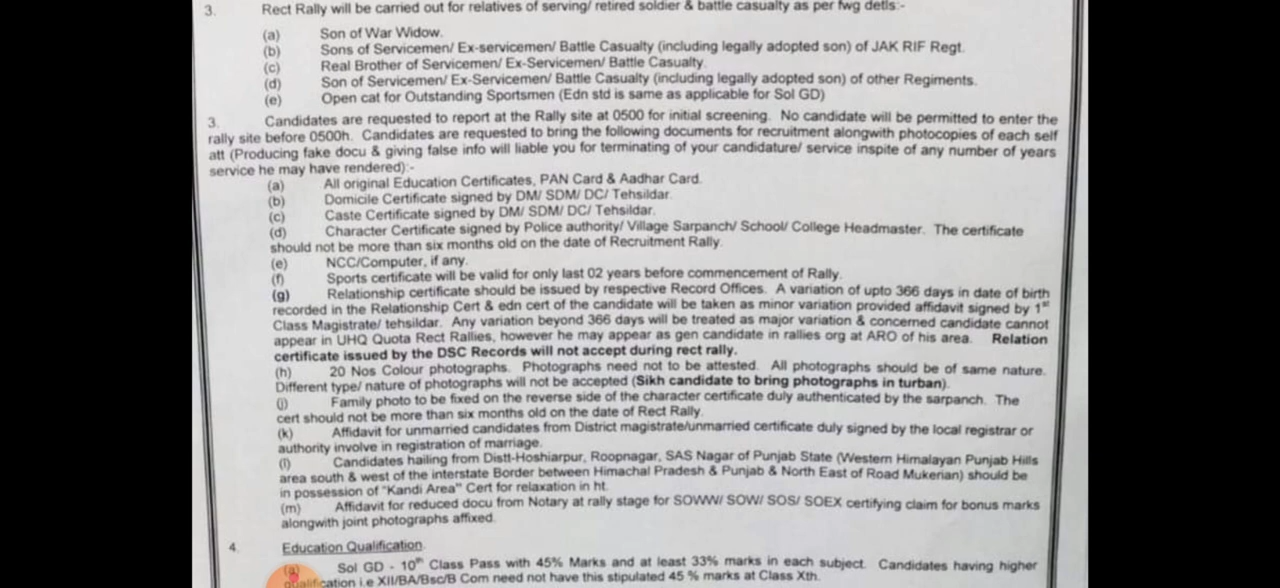 3. Rect Rally will be carried out for relatives of serving/ retired soldier & battle casualty as per fwg detls:-
(a) Son of War Widow.
(b) Sons of Servicemen/ Ex-servicemen/ Battle Casualty (including legally adopted son) of JAK RIF Regt.
(c) Real Brother of Servicemen/ Ex-Servicemen/ Battle Casualty.
(d) Son of Servicemen/ Ex-Servicemen/ Battle Casualty (including legally adopted son) of other Regiments.
(e) Open cat for Outstanding Sportsmen (Edn std is same as applicable for Sol GD)
3. Candidates are requested to report at the Rally site at 0500 for initial screening. No candidate will be permitted to enter the
rally site before 0500h. Candidates are requested to bring the following documents for recruitment alongwith photocopies of each self
att (Producing fake docu & giving false info will liable you for terminating of your candidature/ service inspite of any number of years
service he may have rendered):-
(a) All original Education Certificates, PAN Card & Aadhar Card.
(b) Domicile Certificate signed by DM/ SDM/ DC/ Tehsildar.
(c) Caste Certificate signed by DM/ SDM/ DC/ Tehsildar.
(d) Character Certificate signed by Police authority/ Village Sarpanch/ School/ College Headmaster. The certificate
should not be more than six months old on the date of Recruitment Rally.
(e) NCC/Computer, if any.
(f) Sports certificate will be valid for only last 02 years before commencement of Rally.
(g) Relationship certificate should be issued by respective Record Offices. A variation of upto 366 days in date of birth
recorded in the Relationship Cert & edn cert of the candidate will be taken as minor variation provided affidavit signed by 1st
Class Magistrate/ tehsildar. Any variation beyond 366 days will be treated as major variation & concerned candidate cannot
appear in UHQ Quota Rect Rallies, however he may appear as gen candidate in rallies org at ARO of his area. Relation
certificate issued by the DSC Records will not accept during rect rally.
(h) 20 Nos Colour photographs. Photographs need not to be attested. All photographs should be of same nature.
Different type/ nature of photographs will not be accepted (Sikh candidate to bring photographs in turban).
(j) Family photo to be fixed on the reverse side of the character certificate duly authenticated by the sarpanch. The
cert should not be more than six months old on the date of Rect Rally.
(k) Affidavit for unmarried candidates from District magistrate/unmarried certificate duly signed by the local registrar or
authority involve in registration of marriage.
(l) Candidates hailing from Distt-Hoshiarpur, Roopnagar, SAS Nagar of Punjab State (Western Himalayan Punjab Hills
area south & west of the interstate Border between Himachal Pradesh & Punjab & North East of Road Mukerian) should be
in possession of "Kandi Area" Cert for relaxation in ht.
(m) Affidavit for reduced docu from Notary at rally stage for SOWW/ SOW/ SOS/ SOEX certifying claim for bonus marks
alongwith joint photographs affixed.
4. Education Qualification.
(a) Sol GD - 10th Class Pass with 45% Marks and at least 33% marks in each subject. Candidates having higher
qualification i.e XII/BA/Bsc/B Com need not have this stipulated 45 % marks at Class Xth.